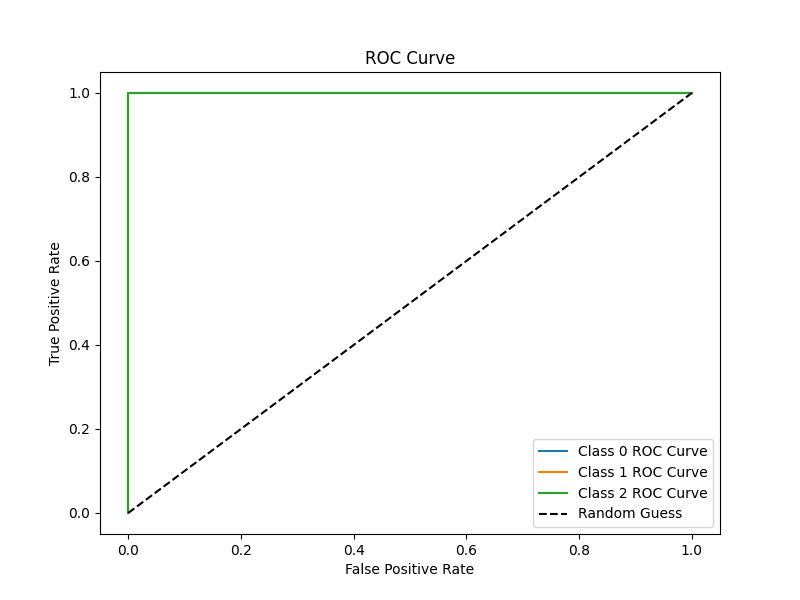 ROC Curve
True Positive Rate
1.0
0.8
0.6
0.4
0.2
0.0
Class 0 ROC Curve
Class 1 ROC Curve
Class 2 ROC Curve
Random Guess
0.0 0.2 0.4 0.6 0.8 1.0
False Positive Rate